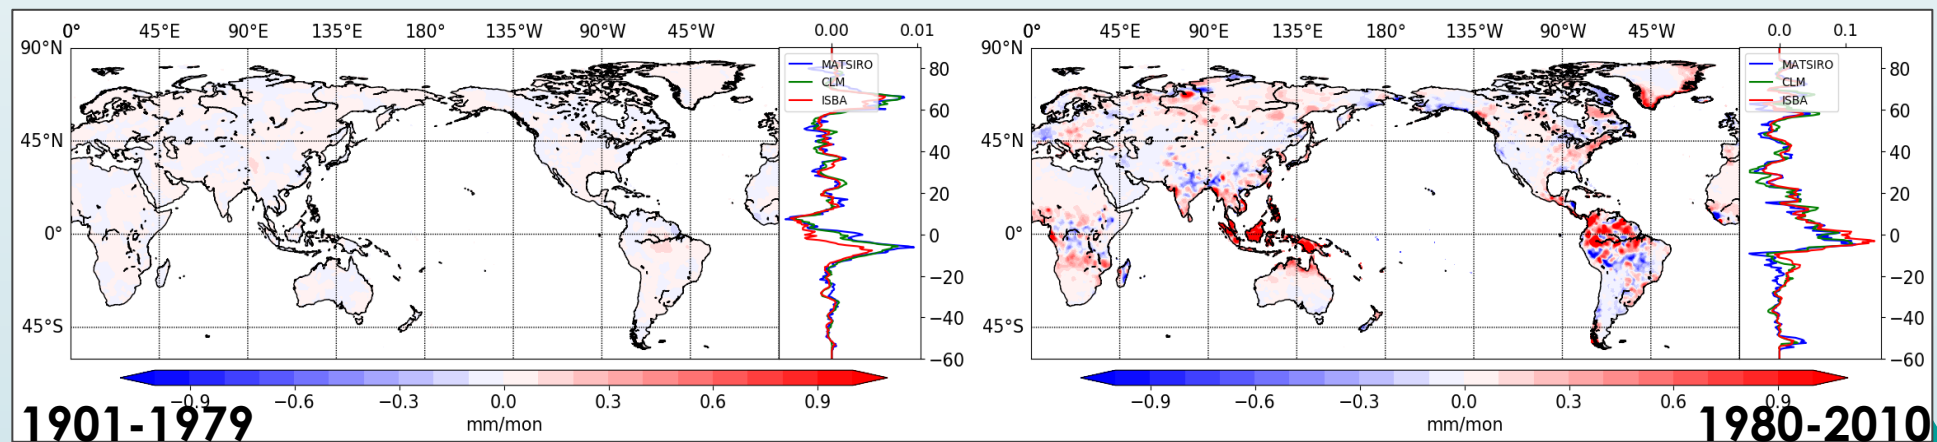 0° 45°E 90°E 135°E 180° 135°W 90°W 45°W 0.00 0.01
90°N
45°N
0°
45°S
MATSIRO
CLM
ISBA
80
60
40
20
0
−20
−40
−60
−0.9 −0.6 −0.3 0.0 0.3 0.6 0.9
mm/mon
1901-1979
0° 45°E 90°E 135°E 180° 135°W 90°W 45°W 0.0 0.1
90°N
45°N
0°
45°S
MATSIRO
CLM
ISBA
80
60
40
20
0
−20
−40
−60
−0.9 −0.6 −0.3 0.0 0.3 0.6 0.9
mm/mon
1980-2010